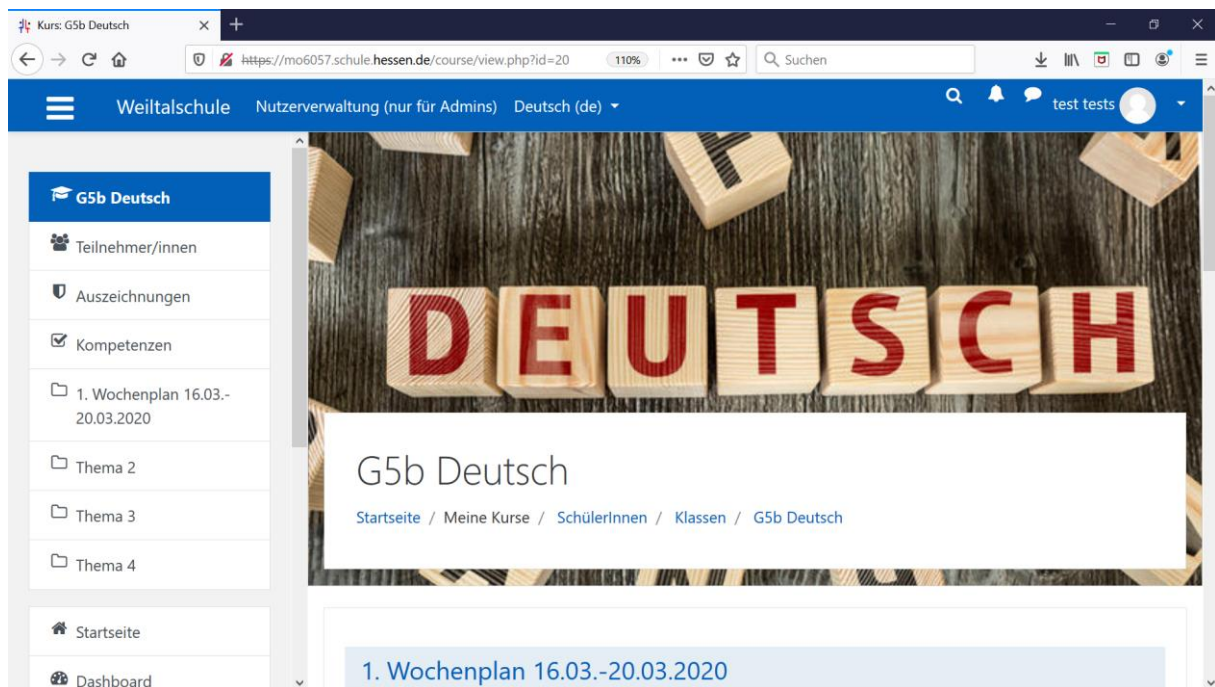 Kurs: G5b Deutsch
https://mo6057.schule.hessen.de/course/view.php?id=20 110% Suchen
Weiltalschule Nutzerverwaltung (nur für Admins) Deutsch (de) test tests
G5b Deutsch
Teilnehmer/innen
Auszeichnungen
Kompetenzen
1. Wochenplan 16.03.-
20.03.2020
Thema 2
Thema 3
Thema 4
Startseite
Dashboard
DEUTSCH
G5b Deutsch
Startseite / Meine Kurse / SchülerInnen / Klassen / G5b Deutsch
1. Wochenplan 16.03.-20.03.2020